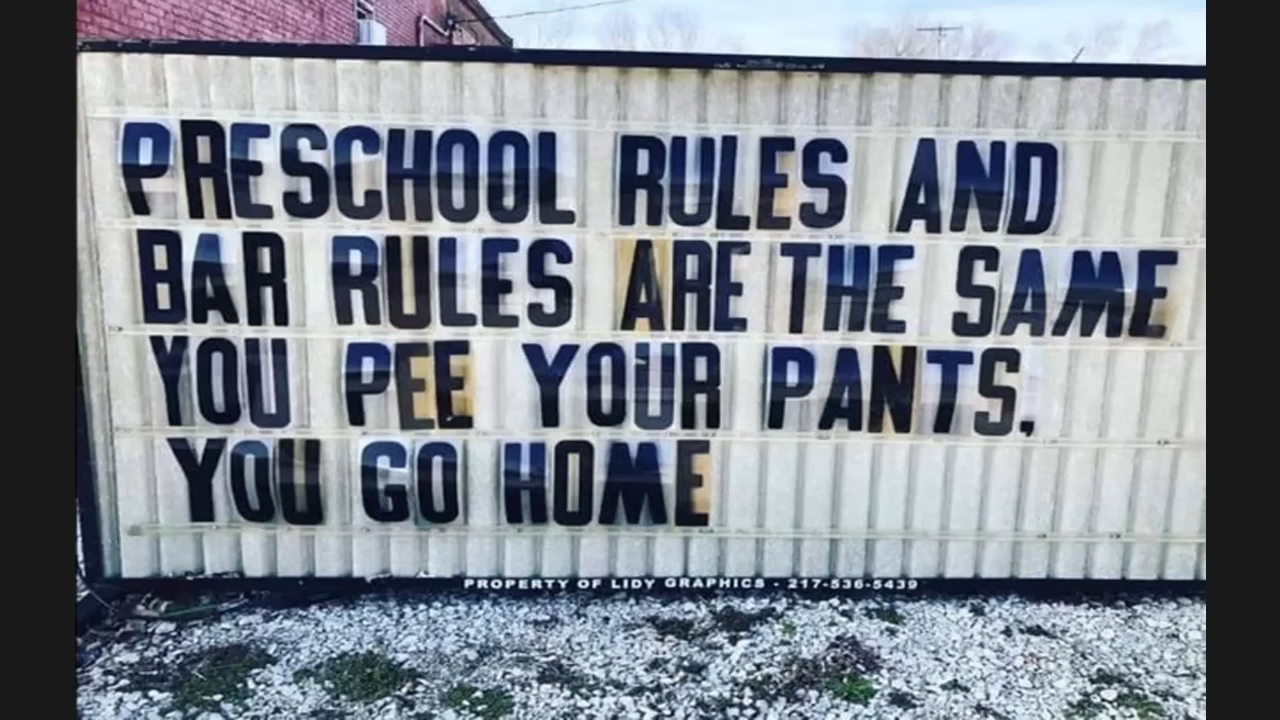 PRESCHOOL RULES AND
BAR RULES ARE THE SAME
YOU PEE YOUR PANTS,
YOU GO HOME
PROPERTY OF LIDY GRAPHICS - 217-536-5439